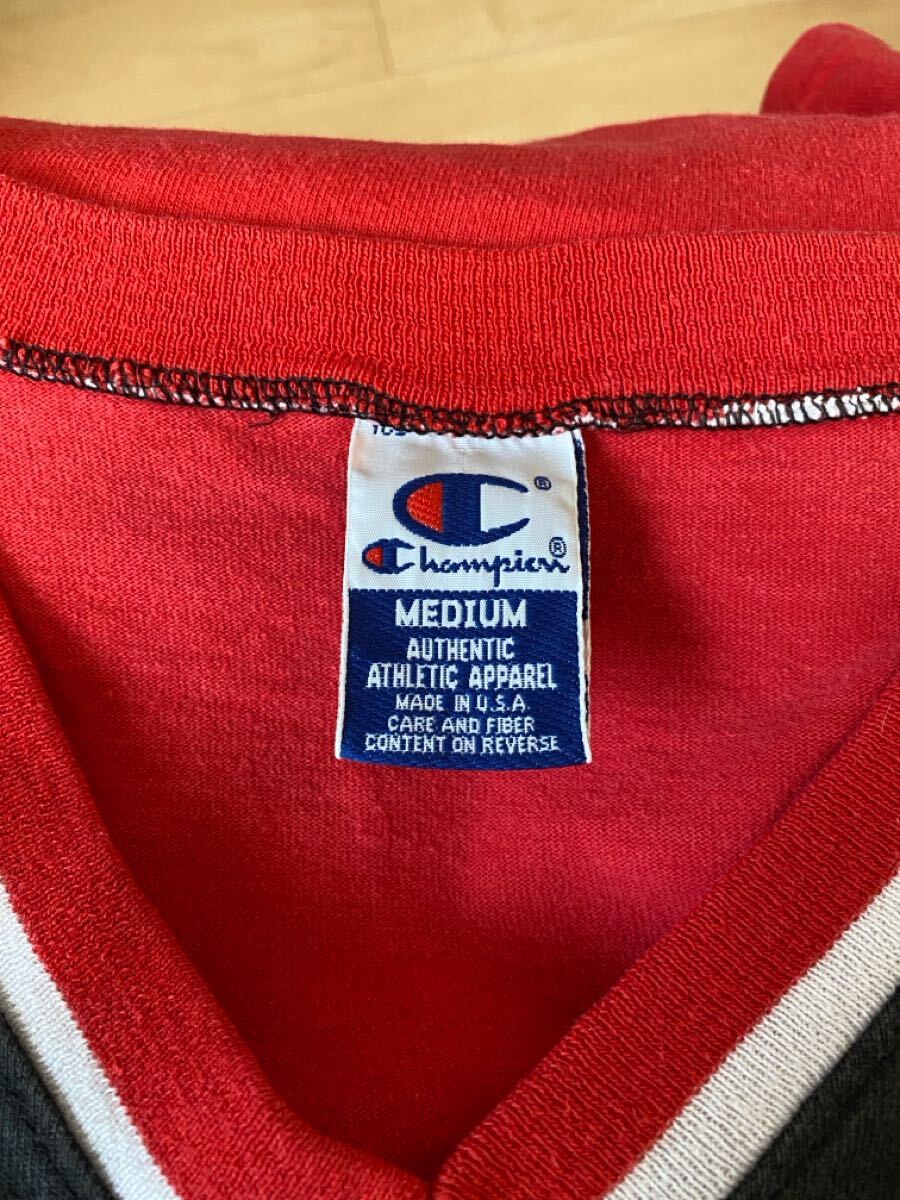 ®
Champion®
MEDIUM
AUTHENTIC
ATHLETIC APPAREL
MADE IN U.S.A.
CARE AND FIBER
CONTENT ON REVERSE